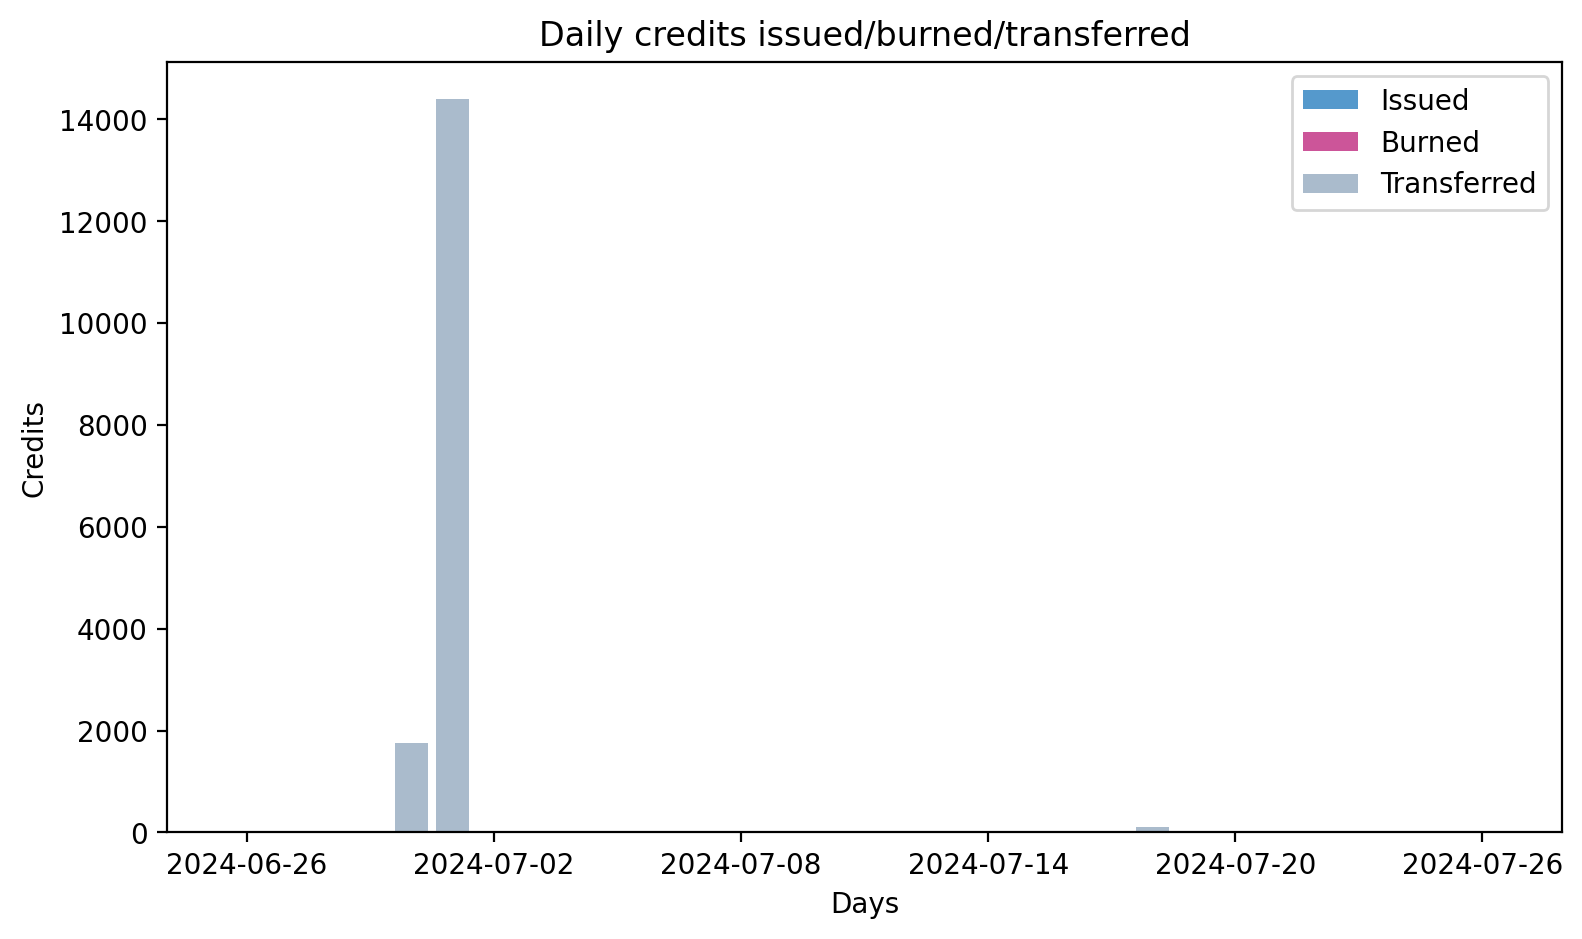 Daily credits issued/burned/transferred
Issued
Burned
Transferred
14000
12000
10000
8000
6000
4000
2000
0
Credits
2024-06-26 2024-07-02 2024-07-08 2024-07-14 2024-07-20 2024-07-26
Days